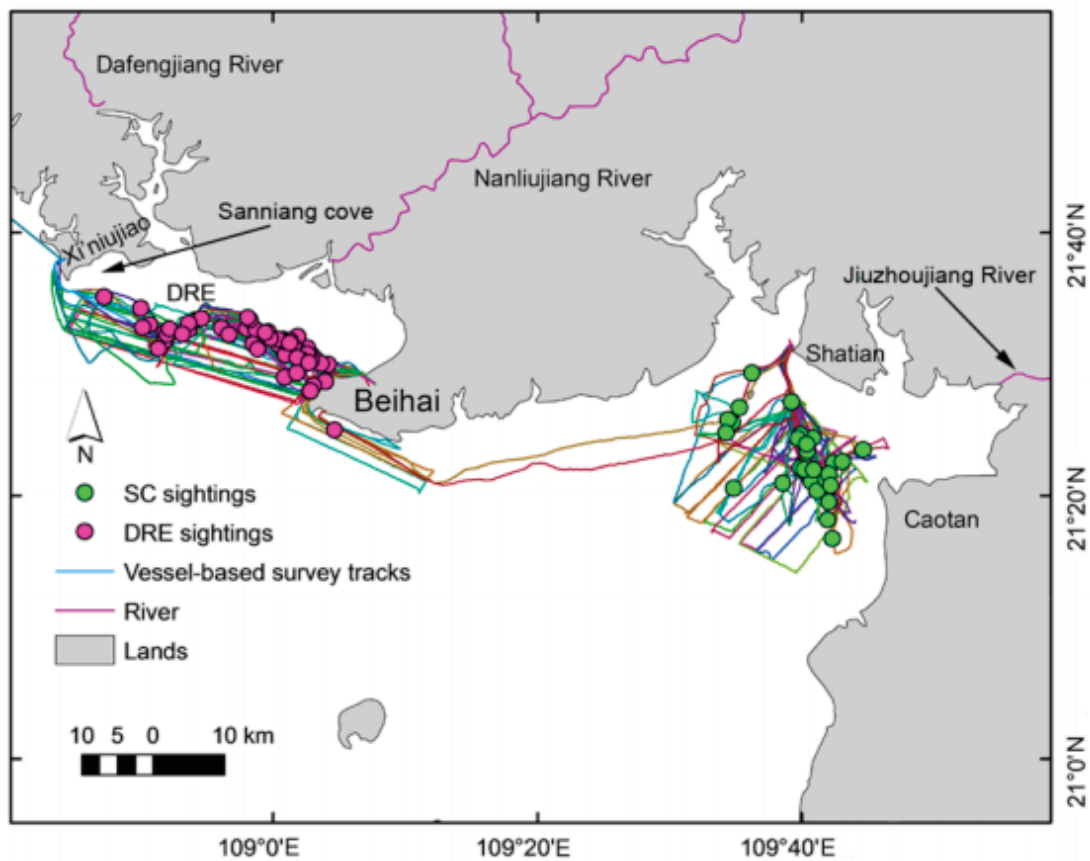 Dafengjiang River
Nanliujiang River
Sanniang cove
Xi'niujiao
21°40'N
Jiuzhoujiang River
DRE
Shatian
Beihai
N
SC sightings
21°20'N
Caotan
DRE sightings
Vessel-based survey tracks
River
Lands
10 5 0 10 km
21°0'N
109°0'E 109°20'E 109°40'E